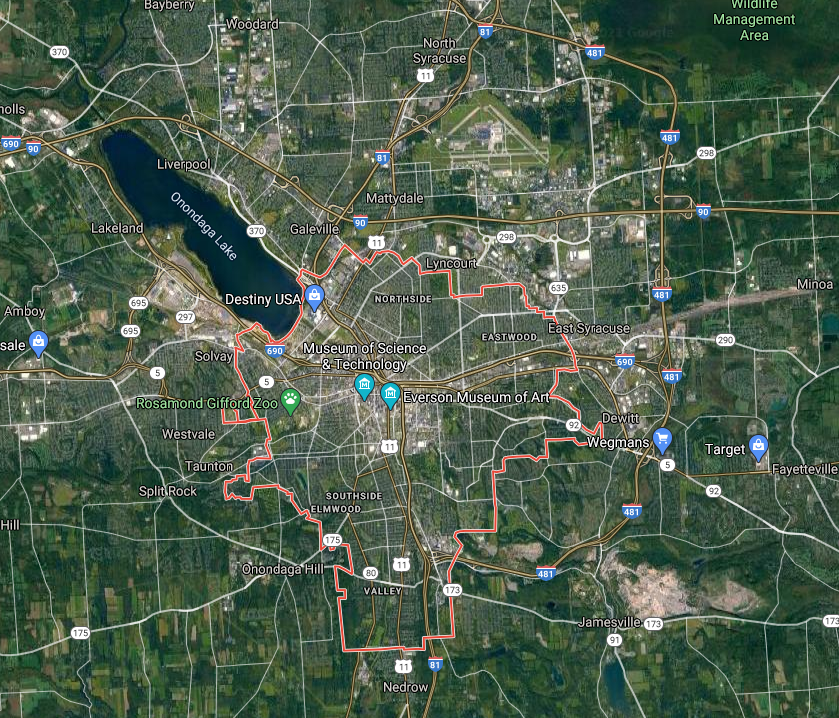 Bayberry
Wildlife
Management
Area
Woodard
81
North
Syracuse
370
481
11
nolls
690
90
81
481
298
Liverpool
Mattydale
Onondaga Lake
90
90
Lakeland
370
Galeville
11
298
Lyncourt
635
481
Minoa
695
Destiny USA
NORTHSIDE
297
Amboy
East Syracuse
695
EASTWOOD
290
sale
Solvay
690
Museum of Science
& Technology
690
5
5
481
Rosamond Gifford Zoo
Everson Museum of Art
Dewitt
92
Westvale
11
Wegmans
Target
Taunton
5
Fayetteville
Split Rock
92
SOUTHSIDE
ELMWOOD
481
Hill
175
Onondaga Hill
80
11
481
VALLEY
173
Jamesville
173
173
175
91
11
81
Nedrow